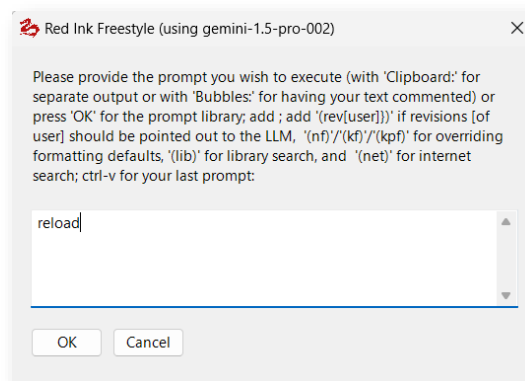 Red Ink Freestyle (using gemini-1.5-pro-002)
Please provide the prompt you wish to execute (with 'Clipboard:' for
separate output or with 'Bubbles:' for having your text commented) or
press 'OK' for the prompt library; add ; add '(rev[user]))' if revisions [of
user] should be pointed out to the LLM,  '(nf)'/'(kf)'/'(kpf)' for overriding
formatting defaults, '(lib)' for library search, and  '(net)' for internet
search; ctrl-v for your last prompt:
reload
OK
Cancel